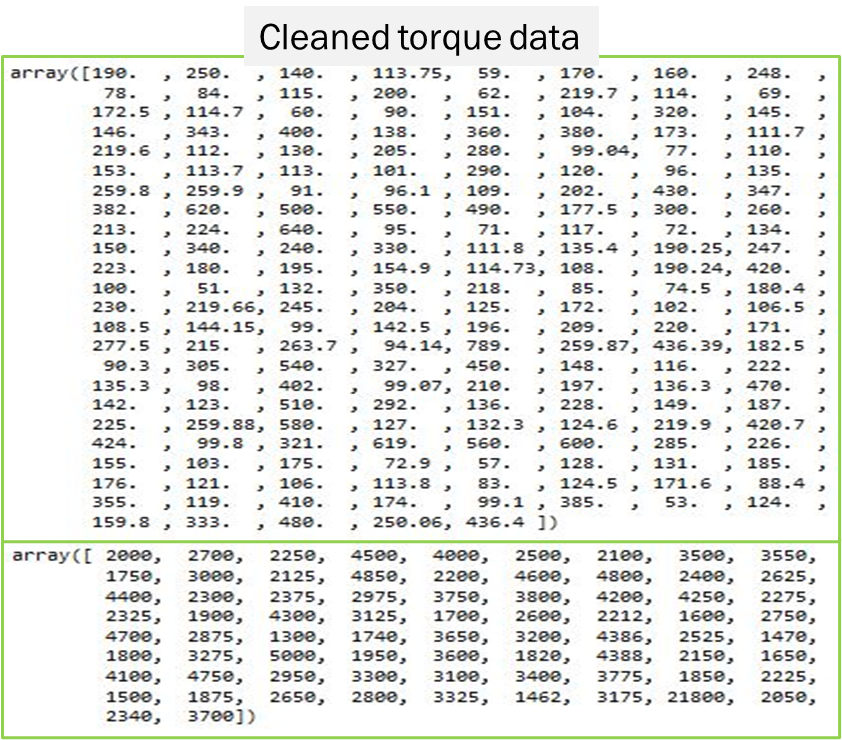 Cleaned torque data
array([190.  , 250.  , 140.  , 113.75,  59.  , 170.  , 160.  , 248.  ,
78.  ,  84.  , 115.  , 200.  ,  62.  , 219.7 , 114.  ,  69.  ,
172.5 , 114.7 ,  60.  ,  90.  , 151.  , 104.  , 320.  , 145.  ,
146.  , 343.  , 400.  , 138.  , 360.  , 380.  , 173.  , 111.7 ,
219.6 , 112.  , 130.  , 205.  , 280.  ,  99.04,  77.  , 110.  ,
153.  , 113.7 , 113.  , 101.  , 290.  , 120.  ,  96.  , 135.  ,
259.8 , 259.9 ,  91.  ,  96.1 , 109.  , 202.  , 430.  , 347.  ,
382.  , 620.  , 500.  , 550.  , 490.  , 177.5 , 300.  , 260.  ,
213.  , 224.  , 640.  ,  95.  ,  71.  , 117.  ,  72.  , 134.  ,
150.  , 340.  , 240.  , 330.  , 111.8 , 135.4 , 190.25, 247.  ,
223.  , 180.  , 195.  , 154.9 , 114.73, 108.  , 190.24, 420.  ,
100.  ,  51.  , 132.  , 350.  , 218.  ,  85.  ,  74.5 , 180.4 ,
230.  , 219.66, 245.  , 204.  , 125.  , 172.  , 102.  , 106.5 ,
108.5 , 144.15,  99.  , 142.5 , 196.  , 209.  , 220.  , 171.  ,
277.5 , 215.  , 263.7 ,  94.14, 789.  , 259.87, 436.39, 182.5 ,
90.3 , 305.  , 540.  , 327.  , 450.  , 148.  , 116.  , 222.  ,
135.3 ,  98.  , 402.  ,  99.07, 210.  , 197.  , 136.3 , 470.  ,
142.  , 123.  , 510.  , 292.  , 136.  , 228.  , 149.  , 187.  ,
225.  , 259.88, 580.  , 127.  , 132.3 , 124.6 , 219.9 , 420.7 ,
424.  ,  99.8 , 321.  , 619.  , 560.  , 600.  , 285.  , 226.  ,
155.  , 103.  , 175.  ,  72.9 ,  57.  , 128.  , 131.  , 185.  ,
176.  , 121.  , 106.  , 113.8 ,  83.  , 124.5 , 171.6 ,  88.4 ,
355.  , 119.  , 410.  , 174.  ,  99.1 , 385.  ,  53.  , 124.  ,
159.8 , 333.  , 480.  , 250.06, 436.4 ])
array([ 2000,  2700,  2250,  4500,  4000,  2500,  2100,  3500,  3550,
1750,  3000,  2125,  4850,  2200,  4600,  4800,  2400,  2625,
4400,  2300,  2375,  2975,  3750,  3800,  4200,  4250,  2275,
2325,  1900,  4300,  3125,  1700,  2600,  2212,  1600,  2750,
4700,  2875,  1300,  1740,  3650,  3200,  4386,  2525,  1470,
1800,  3275,  5000,  1950,  3600,  1820,  4388,  2150,  1650,
4100,  4750,  2950,  3300,  3100,  3400,  3775,  1850,  2225,
1500,  1875,  2650,  2800,  3325,  1462,  3175, 21800,  2050,
2340,  3700])